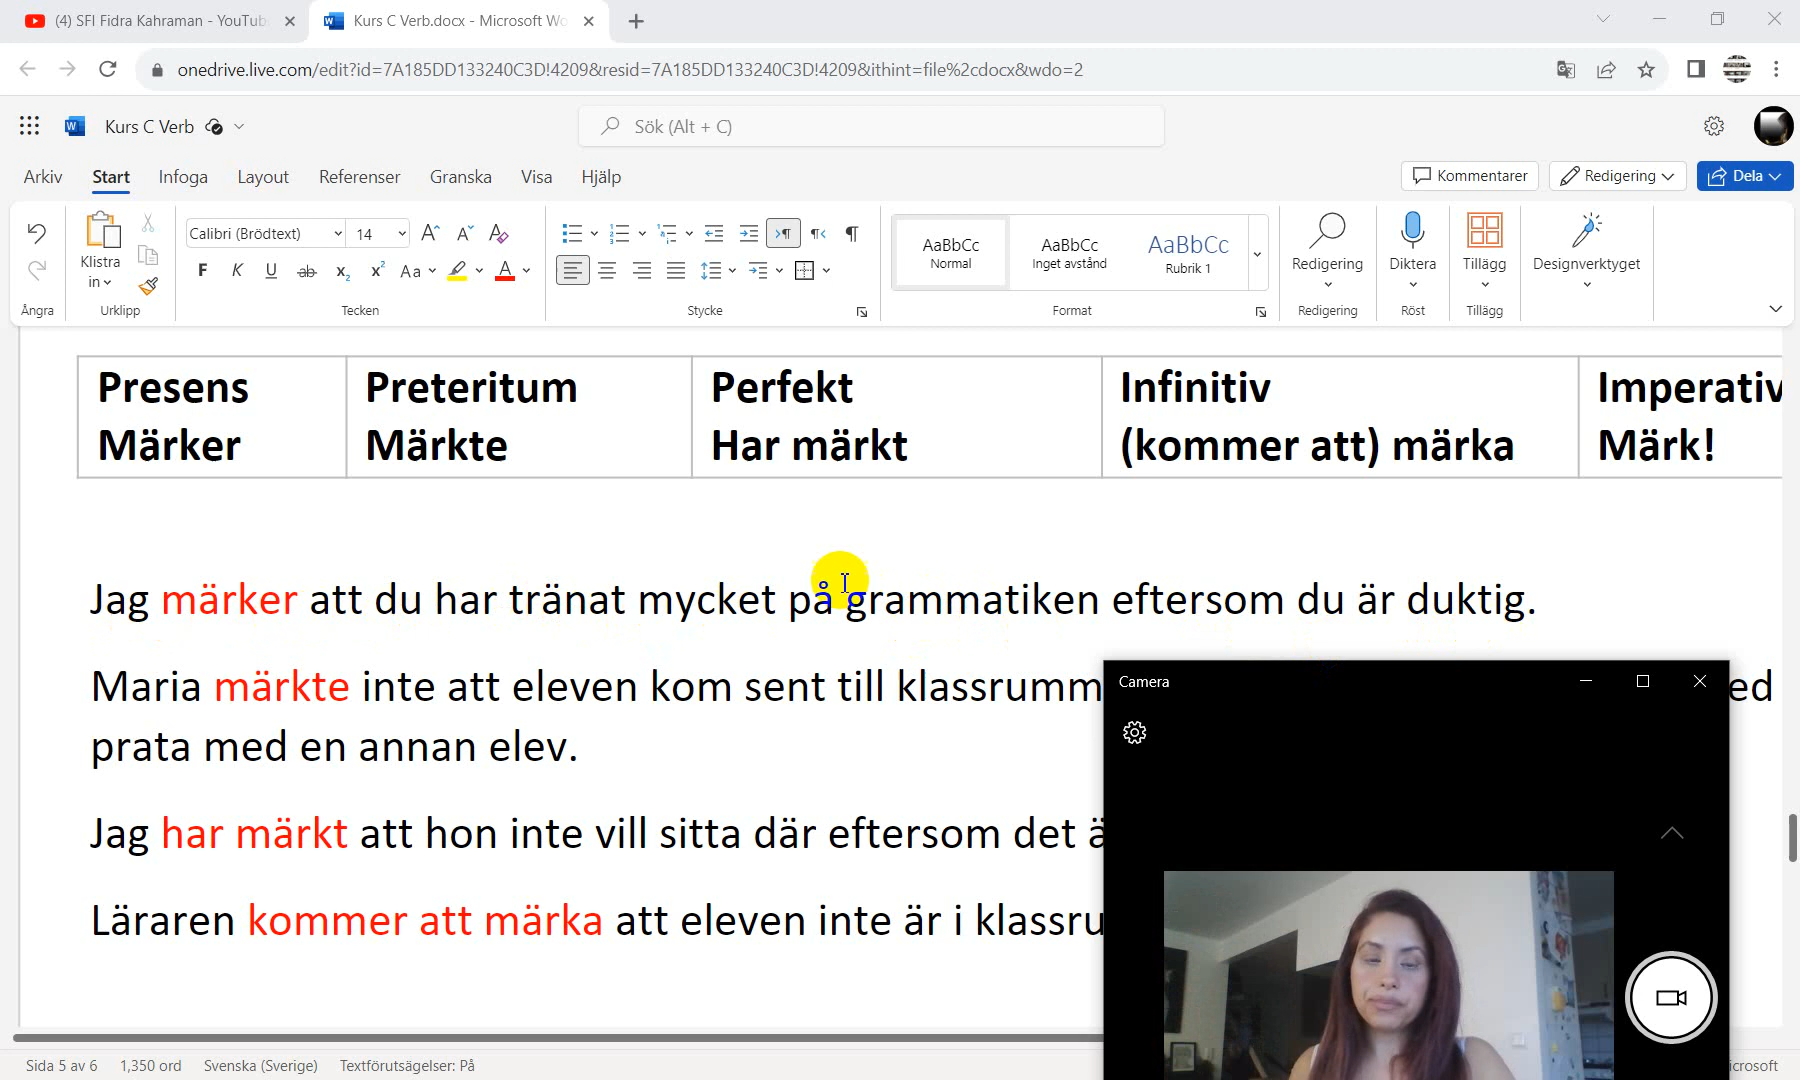 (4) SFI Fidra Kahraman - YouTub
Kurs C Verb.docx - Microsoft Wo
onedrive.live.com/edit?id=7A185DD133240C3D!4209&resid=7A185DD133240C3D!4209&ithint=file%2cdocx&wdo=2
Kurs C Verb
Sök (Alt + C)
Arkiv Start Infoga Layout Referenser Granska Visa Hjälp
Kommentarer Redigering Dela
Klistra in
Calibri (Brödtext) 14
AaBbCc Normal
AaBbCc Inget avstånd
AaBbCc Rubrik 1
Redigering Diktera Tillägg Designverktyget
Ångra Urklipp Tecken Stycke Format Redigering Röst Tillägg
Presens Preteritum Perfekt Infinitiv Imperativ
Märker Märkte Har märkt (kommer att) märka Märk!
Jag märker att du har tränat mycket på grammatiken eftersom du är duktig.
Maria märkte inte att eleven kom sent till klassrumm ed
prata med en annan elev.
Jag har märkt att hon inte vill sitta där eftersom det ä
Läraren kommer att märka att eleven inte är i klassru
Camera
Sida 5 av 6 1,350 ord Svenska (Sverige) Textförutsägelser: På icrosoft